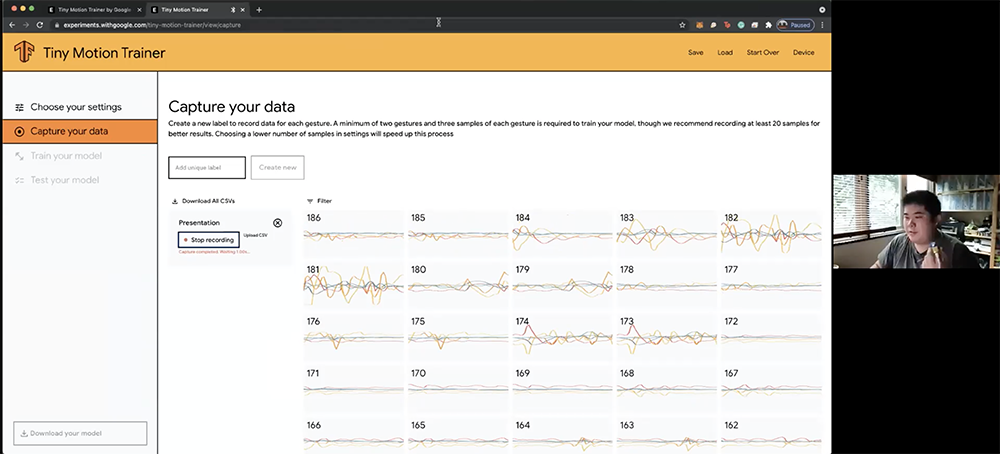 Tiny Motion Trainer by Google
Tiny Motion Trainer
experiments.withgoogle.com/tiny-motion-trainer/view/capture
Paused
Tiny Motion Trainer
Save
Load
Start Over
Device
Choose your settings
Capture your data
Train your model
Test your model
Download your model
Capture your data
Create a new label to record data for each gesture. A minimum of two gestures and three samples of each gesture is required to train your model, though we recommend recording at least 20 samples for
better results. Choosing a lower number of samples in settings will speed up this process
Add unique label
Create new
Download All CSVs
Filter
Presentation
Stop recording
Upload CSV
Capture completed. Waiting
186 185 184 183 182
181 180 179 178 177
176 175 174 173 172
171 170 169 168 167
166 165 164 163 162